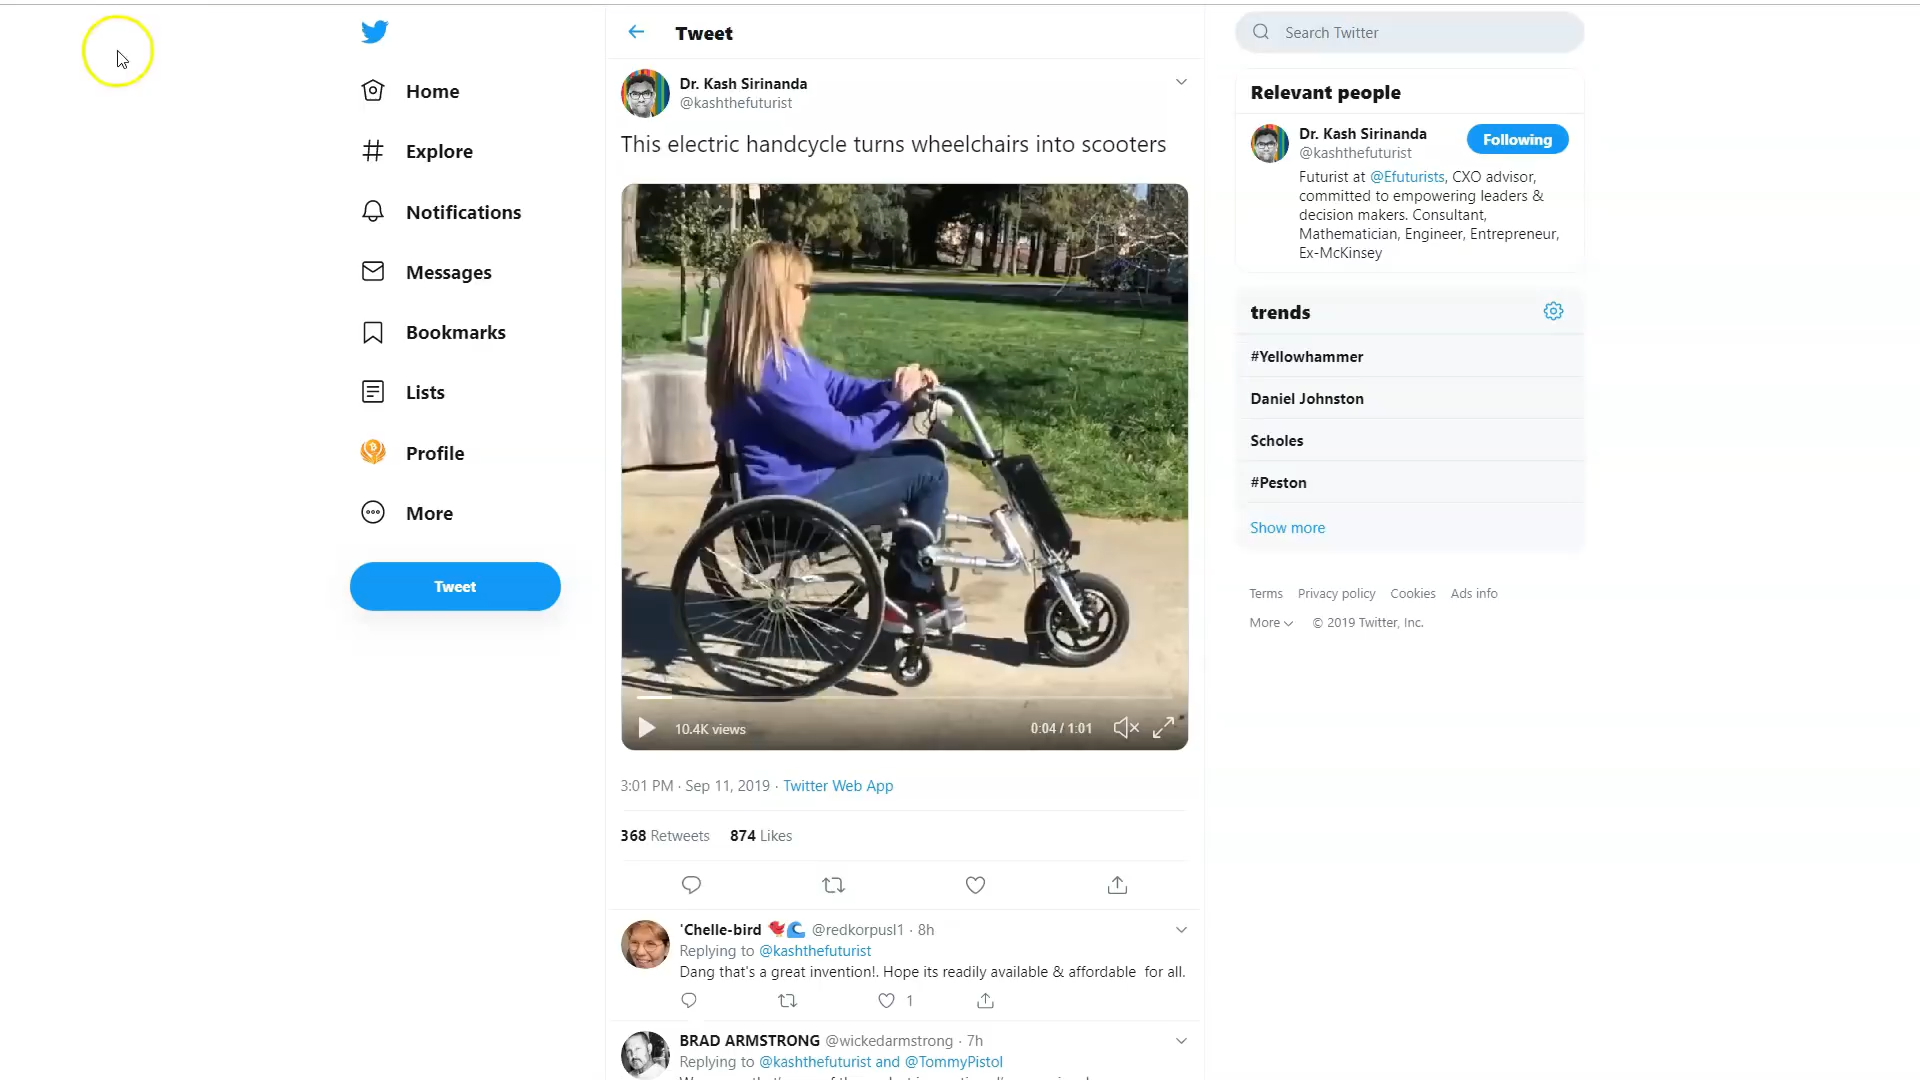 Home
Explore
Notifications
Messages
Bookmarks
Lists
Profile
More
Tweet
Tweet
Dr. Kash Sirinanda
@kashthefuturist
This electric handcycle turns wheelchairs into scooters
10.4K views
0:04 / 1:01
3:01 PM · Sep 11, 2019 · Twitter Web App
368 Retweets 874 Likes
'Chelle-bird @redkorpusl1 · 8h
Replying to @kashthefuturist
Dang that's a great invention!. Hope its readily available & affordable for all.
1
BRAD ARMSTRONG @wickedarmstrong · 7h
Replying to @kashthefuturist and @TommyPistol
Search Twitter
Relevant people
Dr. Kash Sirinanda
@kashthefuturist
Following
Futurist at @Efuturists, CXO advisor,
committed to empowering leaders &
decision makers. Consultant,
Mathematician, Engineer, Entrepreneur,
Ex-McKinsey
trends
#Yellowhammer
Daniel Johnston
Scholes
#Peston
Show more
Terms Privacy policy Cookies Ads info
More © 2019 Twitter, Inc.